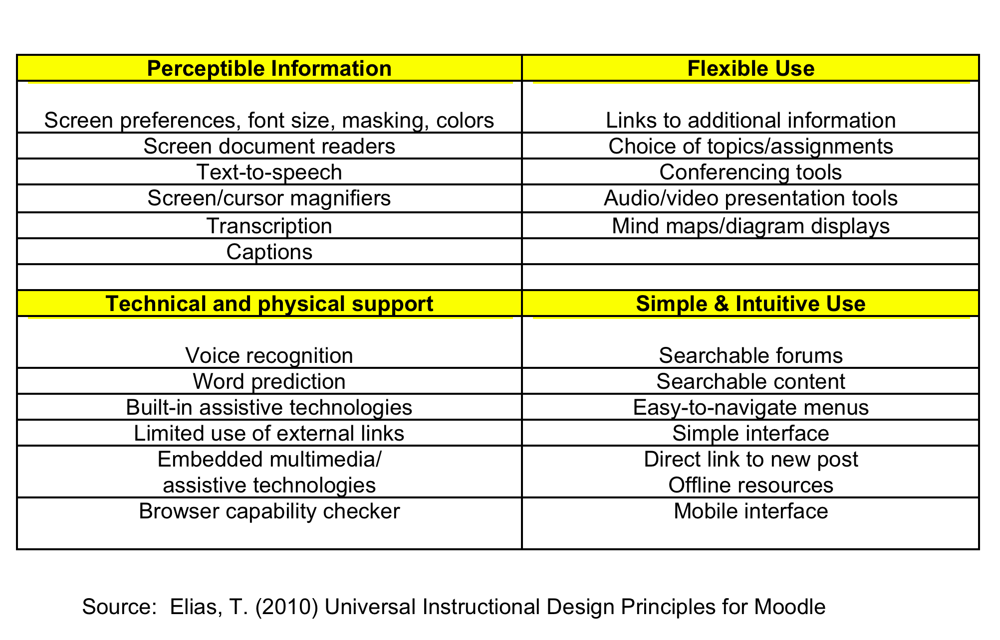 Perceptible Information
Flexible Use
Screen preferences, font size, masking, colors
Links to additional information
Screen document readers
Choice of topics/assignments
Text-to-speech
Conferencing tools
Screen/cursor magnifiers
Audio/video presentation tools
Transcription
Mind maps/diagram displays
Captions
Technical and physical support
Simple & Intuitive Use
Voice recognition
Searchable forums
Word prediction
Searchable content
Built-in assistive technologies
Easy-to-navigate menus
Limited use of external links
Simple interface
Embedded multimedia/
assistive technologies
Direct link to new post
Offline resources
Browser capability checker
Mobile interface
Source:  Elias, T. (2010) Universal Instructional Design Principles for Moodle